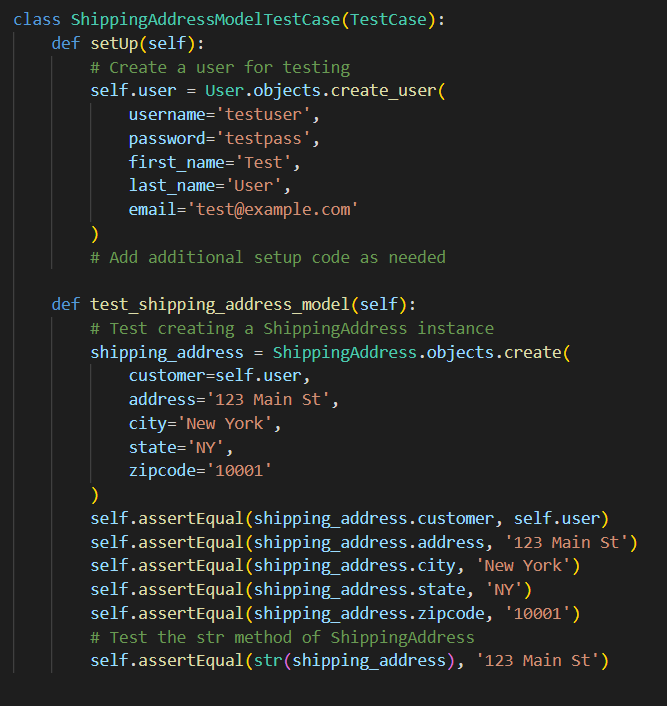 class ShippingAddressModelTestCase(TestCase):
    def setUp(self):
        # Create a user for testing
        self.user = User.objects.create_user(
            username='testuser',
            password='testpass',
            first_name='Test',
            last_name='User',
            email='test@example.com'
        )
        # Add additional setup code as needed

    def test_shipping_address_model(self):
        # Test creating a ShippingAddress instance
        shipping_address = ShippingAddress.objects.create(
            customer=self.user,
            address='123 Main St',
            city='New York',
            state='NY',
            zipcode='10001'
        )
        self.assertEqual(shipping_address.customer, self.user)
        self.assertEqual(shipping_address.address, '123 Main St')
        self.assertEqual(shipping_address.city, 'New York')
        self.assertEqual(shipping_address.state, 'NY')
        self.assertEqual(shipping_address.zipcode, '10001')
        # Test the str method of ShippingAddress
        self.assertEqual(str(shipping_address), '123 Main St')